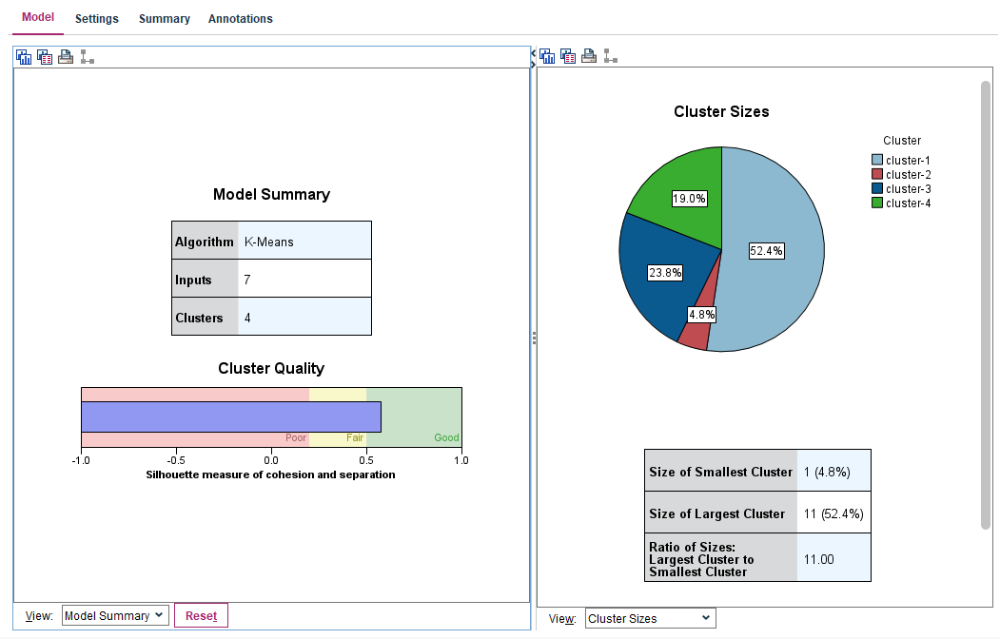 Model Settings Summary Annotations
Model Summary
Algorithm K-Means
Inputs 7
Clusters 4
Cluster Quality
Poor Fair Good
-1.0 -0.5 0.0 0.5 1.0
Silhouette measure of cohesion and separation
View: Model Summary Reset
Cluster Sizes
Cluster
cluster-1
cluster-2
cluster-3
cluster-4
19.0%
52.4%
23.8%
4.8%
Size of Smallest Cluster 1 (4.8%)
Size of Largest Cluster 11 (52.4%)
Ratio of Sizes:
Largest Cluster to
Smallest Cluster 11.00
View: Cluster Sizes